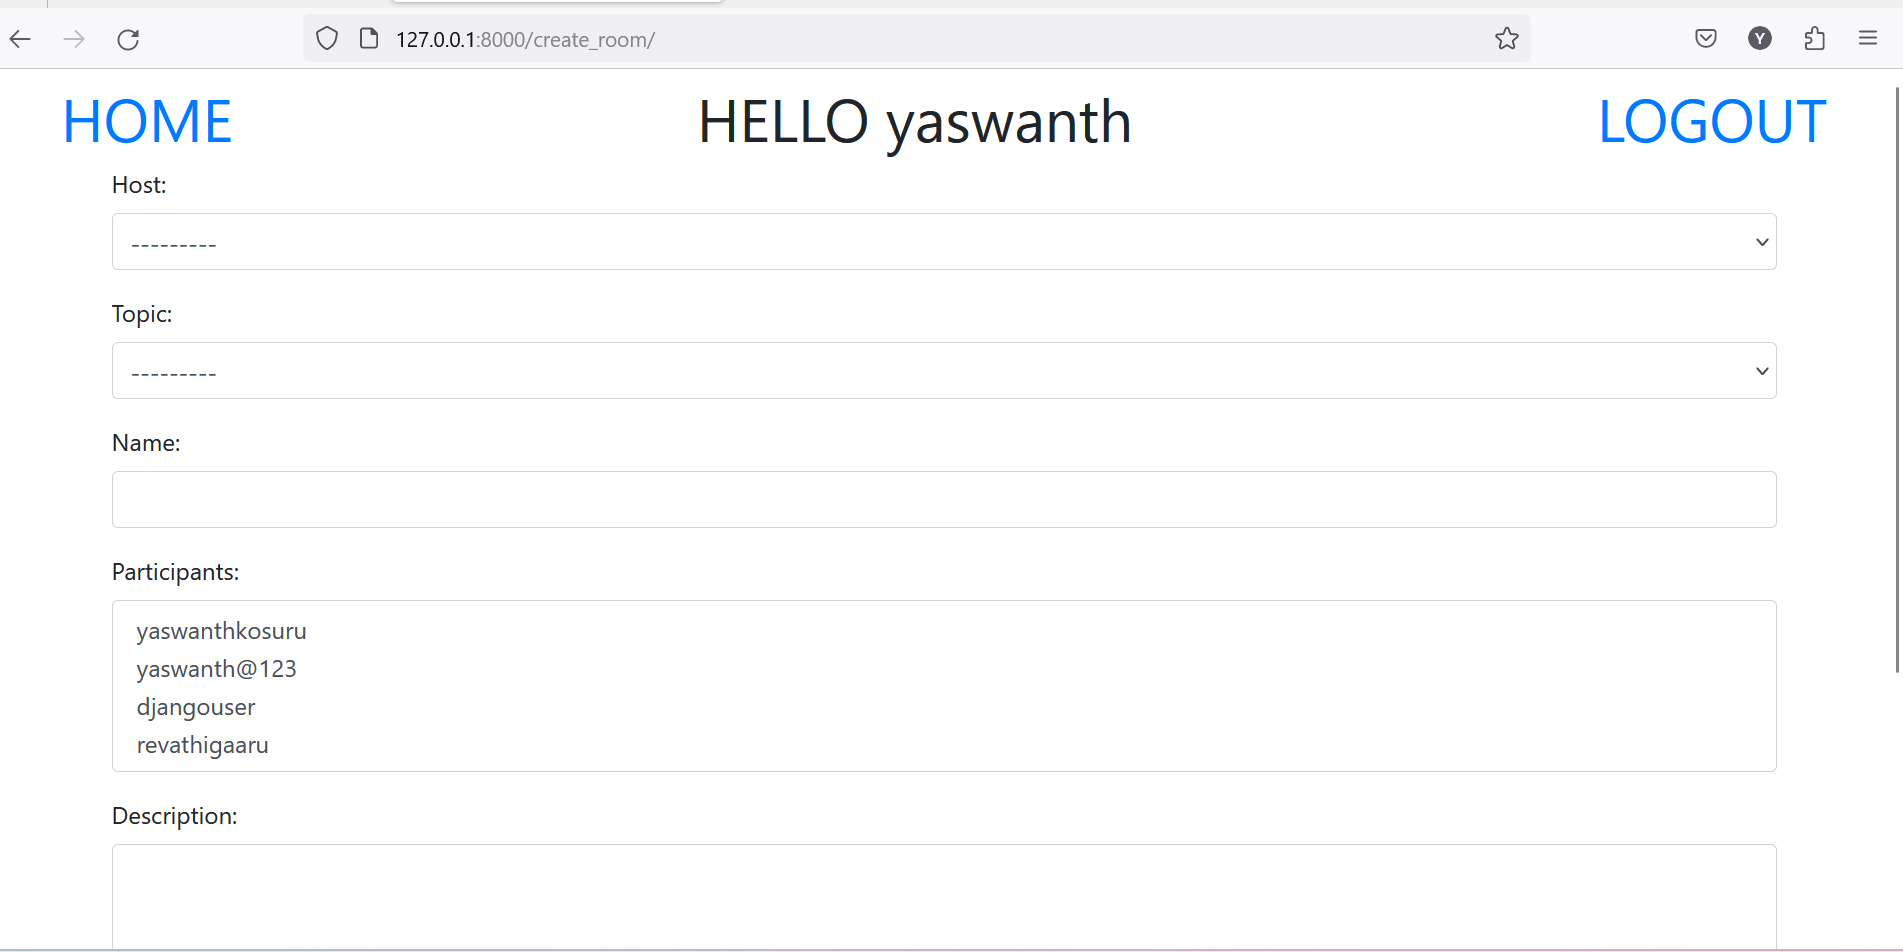 127.0.0.1:8000/create_room/
Y
HOME HELLO yaswanth LOGOUT
Host:
---------
Topic:
---------
Name:
Participants:
yaswanthkosuru
yaswanth@123
djangouser
revathigaaru
Description: